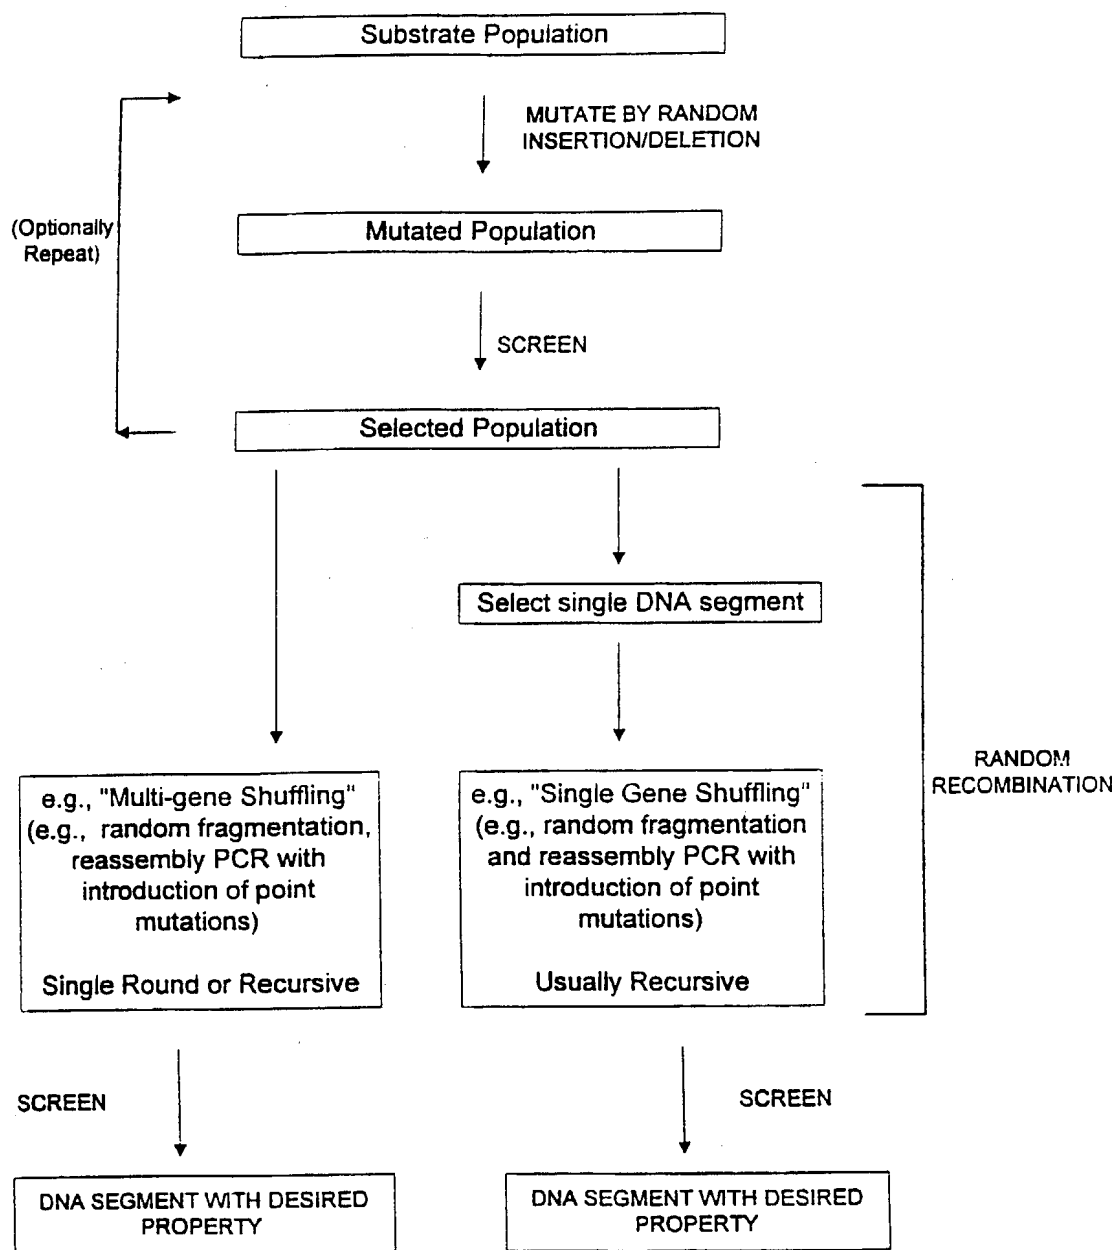 Substrate Population
MUTATE BY RANDOM
INSERTION/DELETION
(Optionally
Repeat)
Mutated Population
SCREEN
Selected Population
Select single DNA segment
RANDOM
RECOMBINATION
e.g., "Multi-gene Shuffling"
(e.g., random fragmentation,
reassembly PCR with
introduction of point
mutations)
Single Round or Recursive
e.g., "Single Gene Shuffling"
(e.g., random fragmentation
and reassembly PCR with
introduction of point
mutations)
Usually Recursive
SCREEN
SCREEN
DNA SEGMENT WITH DESIRED
PROPERTY
DNA SEGMENT WITH DESIRED
PROPERTY